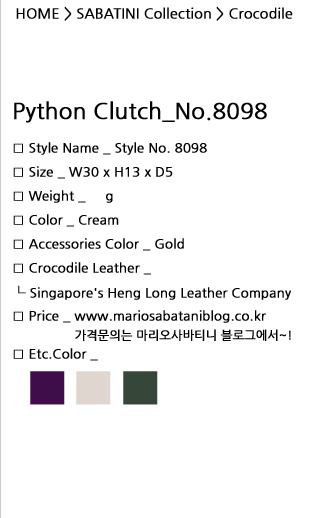 HOME > SABATINI Collection > Crocodile
Python Clutch_No.8098
□ Style Name _ Style No. 8098
□ Size _ W30 x H13 x D5
□ Weight _ g
□ Color _ Cream
□ Accessories Color _ Gold
□ Crocodile Leather _
└ Singapore's Heng Long Leather Company
□ Price _ www.mariosabataniblog.co.kr
가격문의는 마리오사바티니 블로그에서~!
□ Etc.Color _